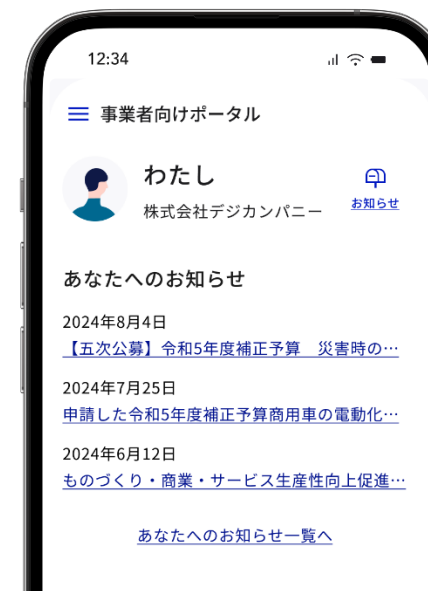 12:34
事業者向けポータル
わたし
株式会社デジカンパニー
お知らせ
あなたへのお知らせ
2024年8月4日
【五次公募】令和5年度補正予算　災害時の…
2024年7月25日
申請した令和5年度補正予算商用車の電動化…
2024年6月12日
ものづくり・商業・サービス生産性向上促進…
あなたへのお知らせ一覧へ